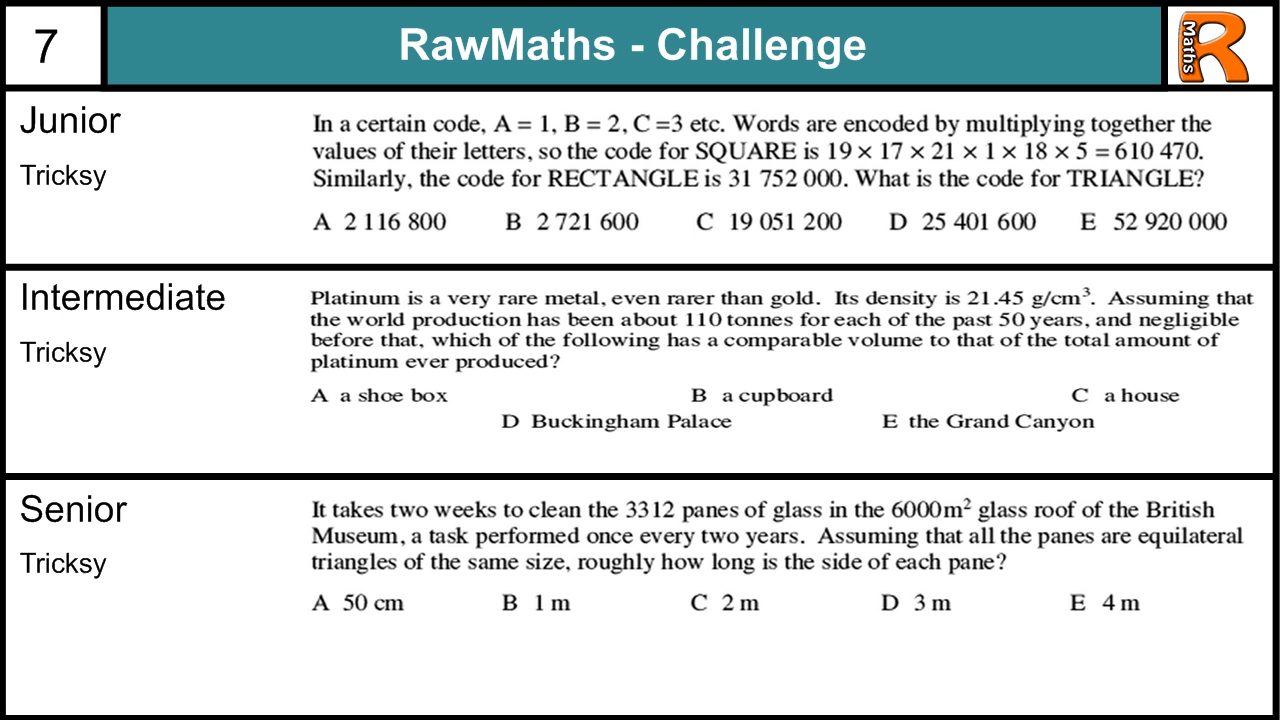 7
RawMaths - Challenge
Maths
R
Junior
Tricksy
In a certain code, A = 1, B = 2, C =3 etc. Words are encoded by multiplying together the
values of their letters, so the code for SQUARE is 19 × 17 × 21 × 1 × 18 × 5 = 610 470.
Similarly, the code for RECTANGLE is 31 752 000. What is the code for TRIANGLE?
A 2 116 800 B 2 721 600 C 19 051 200 D 25 401 600 E 52 920 000
Intermediate
Tricksy
Platinum is a very rare metal, even rarer than gold. Its density is 21.45 g/cm³. Assuming that
the world production has been about 110 tonnes for each of the past 50 years, and negligible
before that, which of the following has a comparable volume to that of the total amount of
platinum ever produced?
A a shoe box B a cupboard C a house
D Buckingham Palace E the Grand Canyon
Senior
Tricksy
It takes two weeks to clean the 3312 panes of glass in the 6000m² glass roof of the British
Museum, a task performed once every two years. Assuming that all the panes are equilateral
triangles of the same size, roughly how long is the side of each pane?
A 50 cm B 1 m C 2 m D 3 m E 4 m